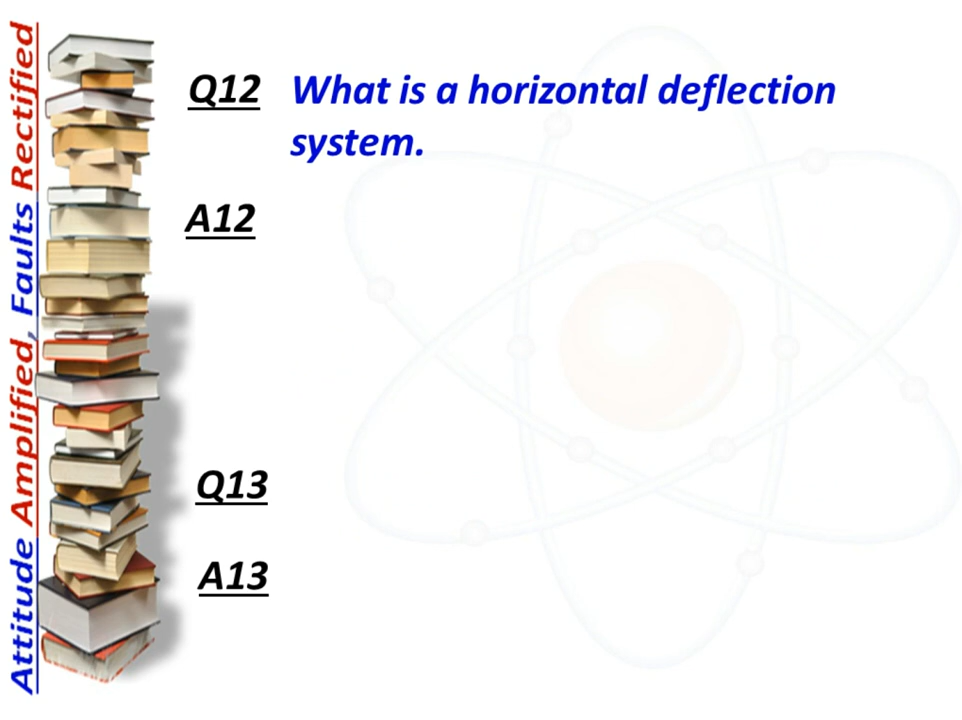 Attitude Amplified, Faults Rectified
Q12 What is a horizontal deflection
system.
A12
Q13
A13